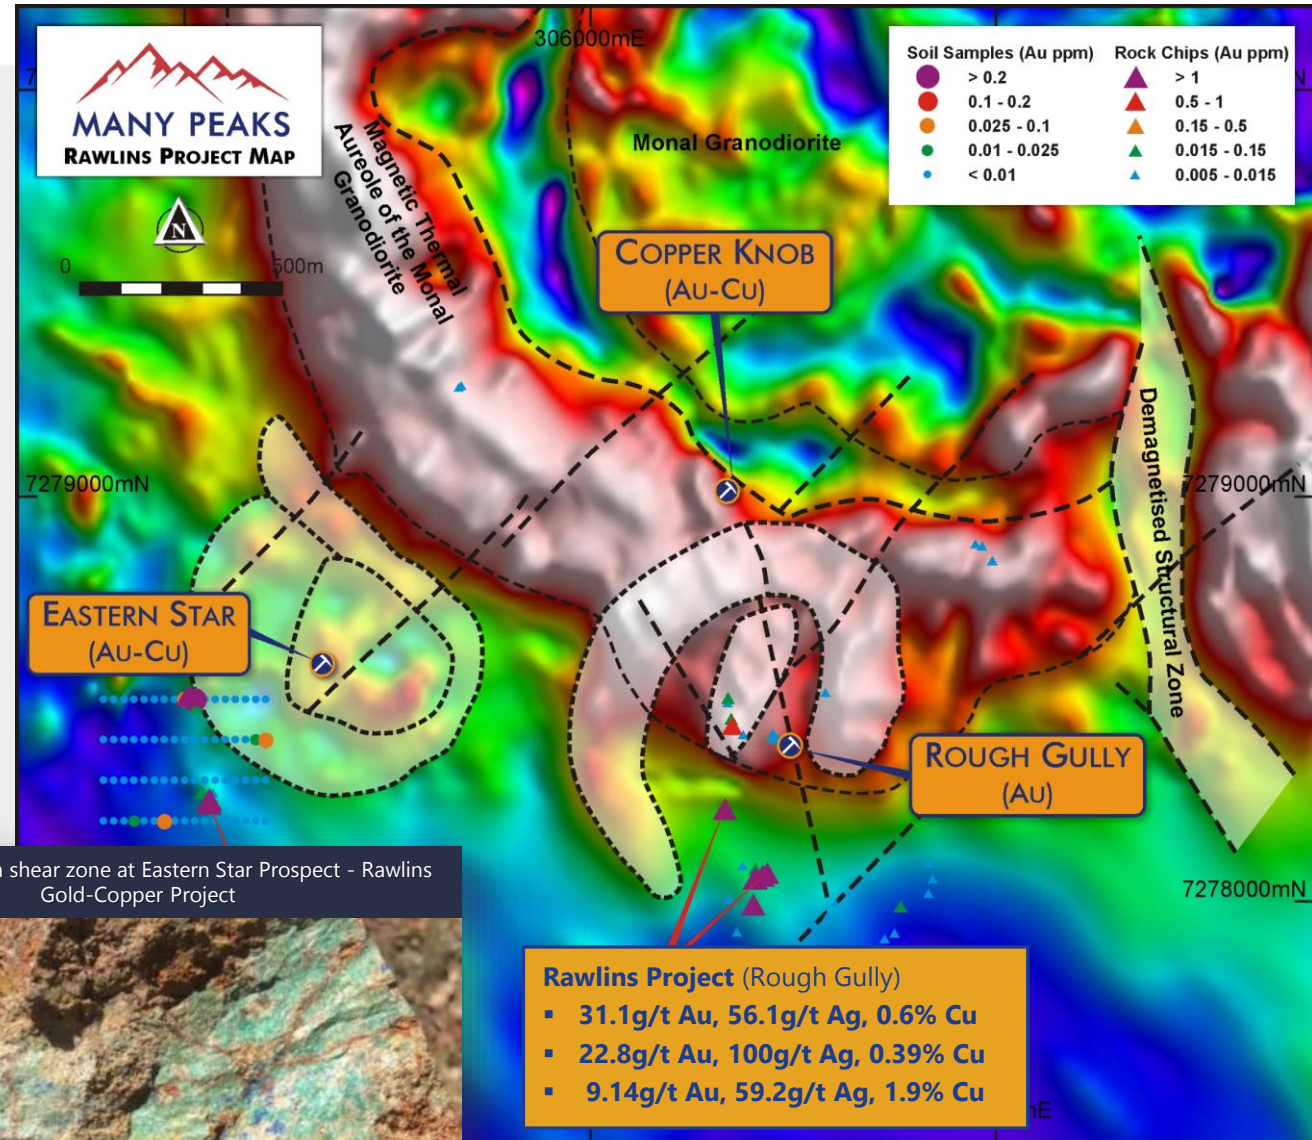 MANY PEAKS
RAWLINS PROJECT MAP
N
0 500m
306000mE
Soil Samples (Au ppm) Rock Chips (Au ppm)
> 0.2 > 1
0.1 - 0.2 0.5 - 1
0.025 - 0.1 0.15 - 0.5
0.01 - 0.025 0.015 - 0.15
< 0.01 0.005 - 0.015
Monal Granodiorite
Magnetic Thermal
Aureole of the Monal
Granodiorite
COPPER KNOB
(AU-CU)
7279000mN
7279000mN
Demagnetised Structural Zone
EASTERN STAR
(AU-CU)
ROUGH GULLY
(AU)
7278000mN
shear zone at Eastern Star Prospect - Rawlins
Gold-Copper Project
Rawlins Project (Rough Gully)
▪ 31.1g/t Au, 56.1g/t Ag, 0.6% Cu
▪ 22.8g/t Au, 100g/t Ag, 0.39% Cu
▪ 9.14g/t Au, 59.2g/t Ag, 1.9% Cu
mE